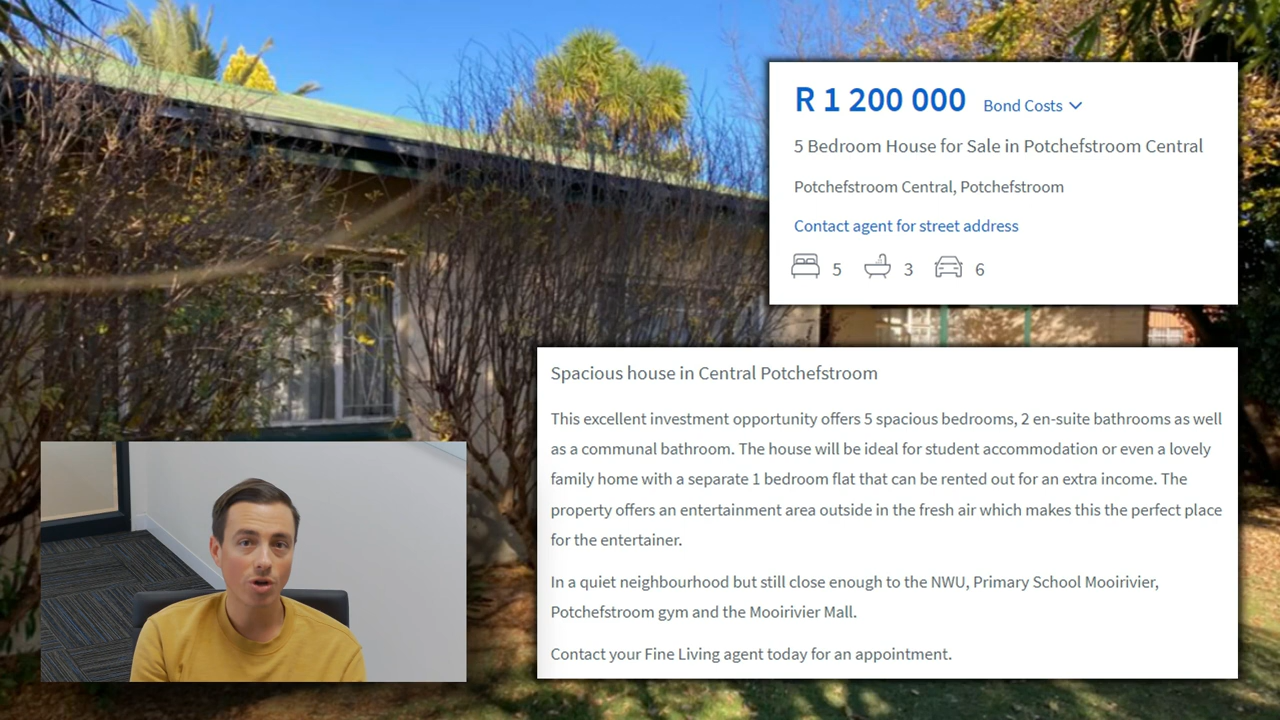 R 1 200 000 Bond Costs
5 Bedroom House for Sale in Potchefstroom Central
Potchefstroom Central, Potchefstroom
Contact agent for street address
5 3 6
Spacious house in Central Potchefstroom
This excellent investment opportunity offers 5 spacious bedrooms, 2 en-suite bathrooms as well
as a communal bathroom. The house will be ideal for student accommodation or even a lovely
family home with a separate 1 bedroom flat that can be rented out for an extra income. The
property offers an entertainment area outside in the fresh air which makes this the perfect place
for the entertainer.
In a quiet neighbourhood but still close enough to the NWU, Primary School Mooirivier,
Potchefstroom gym and the Mooirivier Mall.
Contact your Fine Living agent today for an appointment.